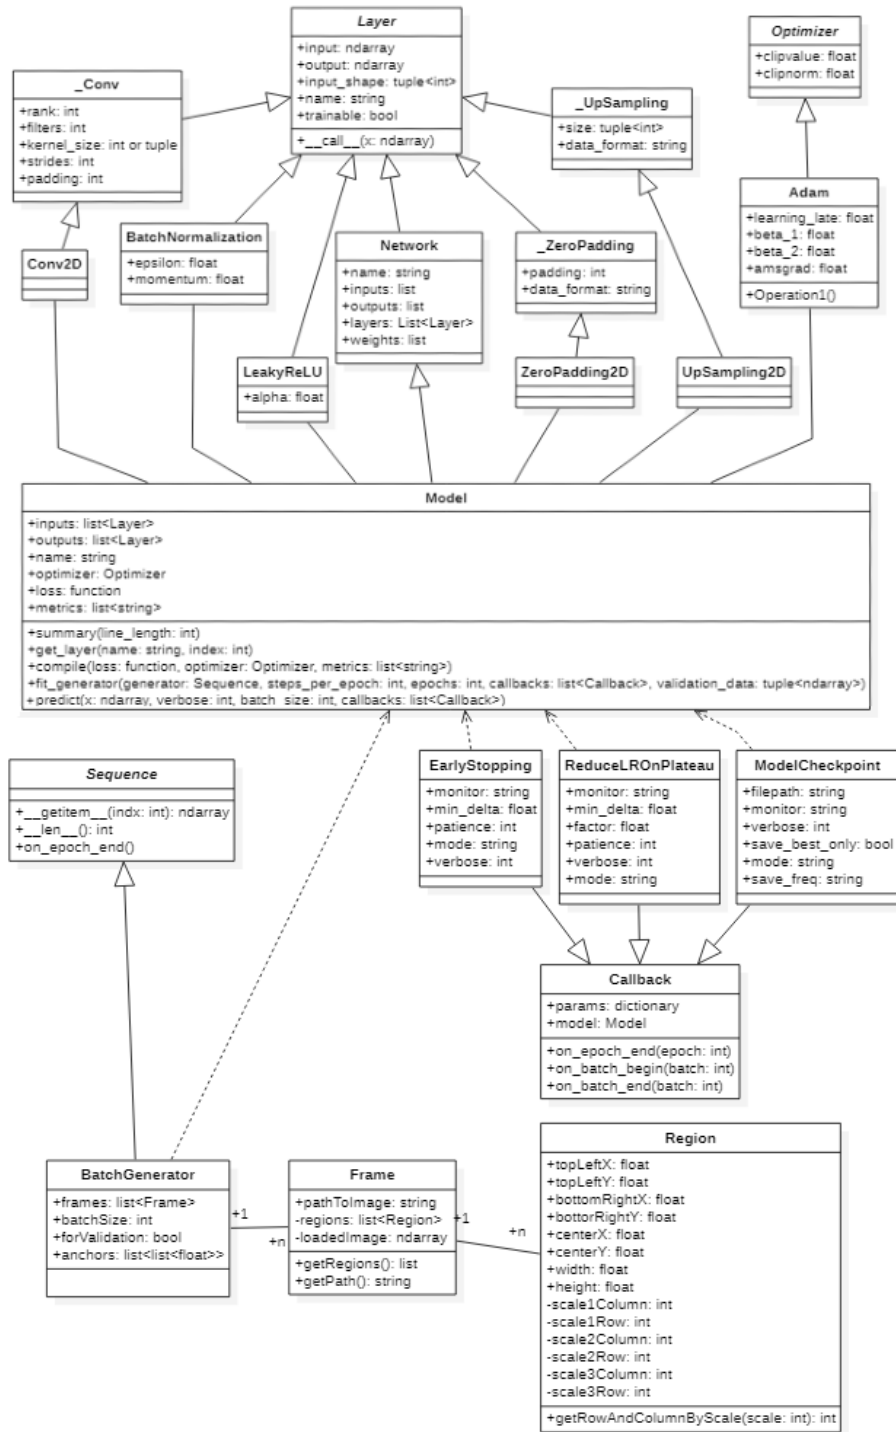 Layer
+input: ndarray
+output: ndarray
+input_shape: tuple<int>
+name: string
+trainable: bool
+__call__(x: ndarray)
Optimizer
+clipvalue: float
+clipnorm: float
_Conv
+rank: int
+filters: int
+kernel_size: int or tuple
+strides: int
+padding: int
_UpSampling
+size: tuple<int>
+data_format: string
Adam
+learning_late: float
+beta_1: float
+beta_2: float
+amsgrad: float
+Operation1()
Conv2D
BatchNormalization
+epsilon: float
+momentum: float
Network
+name: string
+inputs: list
+outputs: list
+layers: List<Layer>
+weights: list
_ZeroPadding
+padding: int
+data_format: string
LeakyReLU
+alpha: float
ZeroPadding2D
UpSampling2D
Model
+inputs: list<Layer>
+outputs: list<Layer>
+name: string
+optimizer: Optimizer
+loss: function
+metrics: list<string>
+summary(line_length: int)
+get_layer(name: string, index: int)
+compile(loss: function, optimizer: Optimizer, metrics: list<string>)
+fit_generator(generator: Sequence, steps_per_epoch: int, epochs: int, callbacks: list<Callback>, validation_data: tuple<ndarray>)
+predict(x: ndarray, verbose: int, batch_size: int, callbacks: list<Callback>)
Sequence
+__getitem__(indx: int): ndarray
+__len__(): int
+on_epoch_end()
EarlyStopping
+monitor: string
+min_delta: float
+patience: int
+mode: string
+verbose: int
ReduceLROnPlateau
+monitor: string
+min_delta: float
+factor: float
+patience: int
+verbose: int
+mode: string
ModelCheckpoint
+filepath: string
+monitor: string
+verbose: int
+save_best_only: bool
+mode: string
+save_freq: string
Callback
+params: dictionary
+model: Model
+on_epoch_end(epoch: int)
+on_batch_begin(batch: int)
+on_batch_end(batch: int)
BatchGenerator
+frames: list<Frame>
+batchSize: int
+forValidation: bool
+anchors: list<list<float>>
+1
+n
Frame
+pathToImage: string
-regions: list<Region>
-loadedImage: ndarray
+getRegions(): list
+getPath(): string
+1
+n
Region
+topLeftX: float
+topLeftY: float
+bottomRightX: float
+bottorRightY: float
+centerX: float
+centerY: float
+width: float
+height: float
-scale1Column: int
-scale1Row: int
-scale2Column: int
-scale2Row: int
-scale3Column: int
-scale3Row: int
+getRowAndColumnByScale(scale: int): int